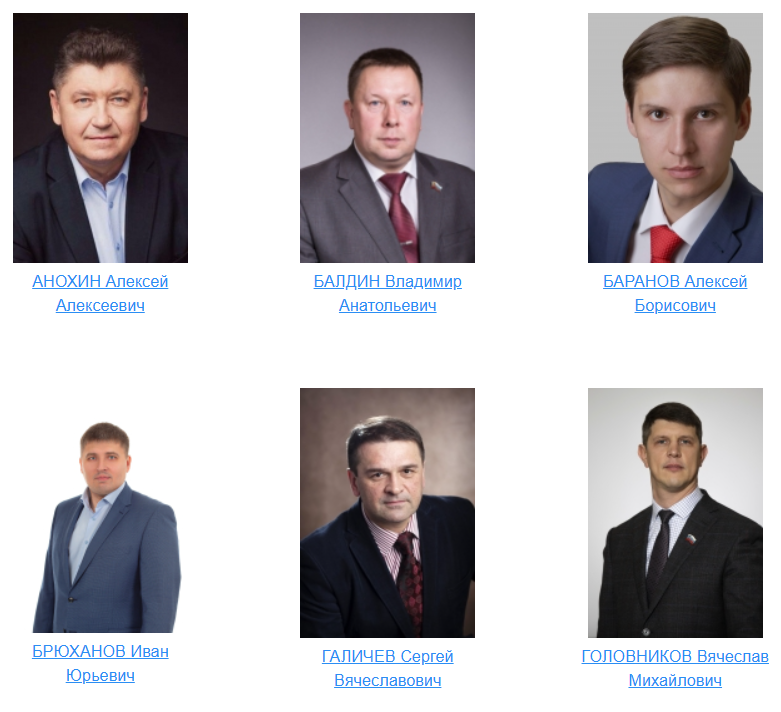 АНОХИН Алексей
Алексеевич
БАЛДИН Владимир
Анатольевич
БАРАНОВ Алексей
Борисович
БРЮХАНОВ Иван
Юрьевич
ГАЛИЧЕВ Сергей
Вячеславович
ГОЛОВНИКОВ Вячеслав
Михайлович